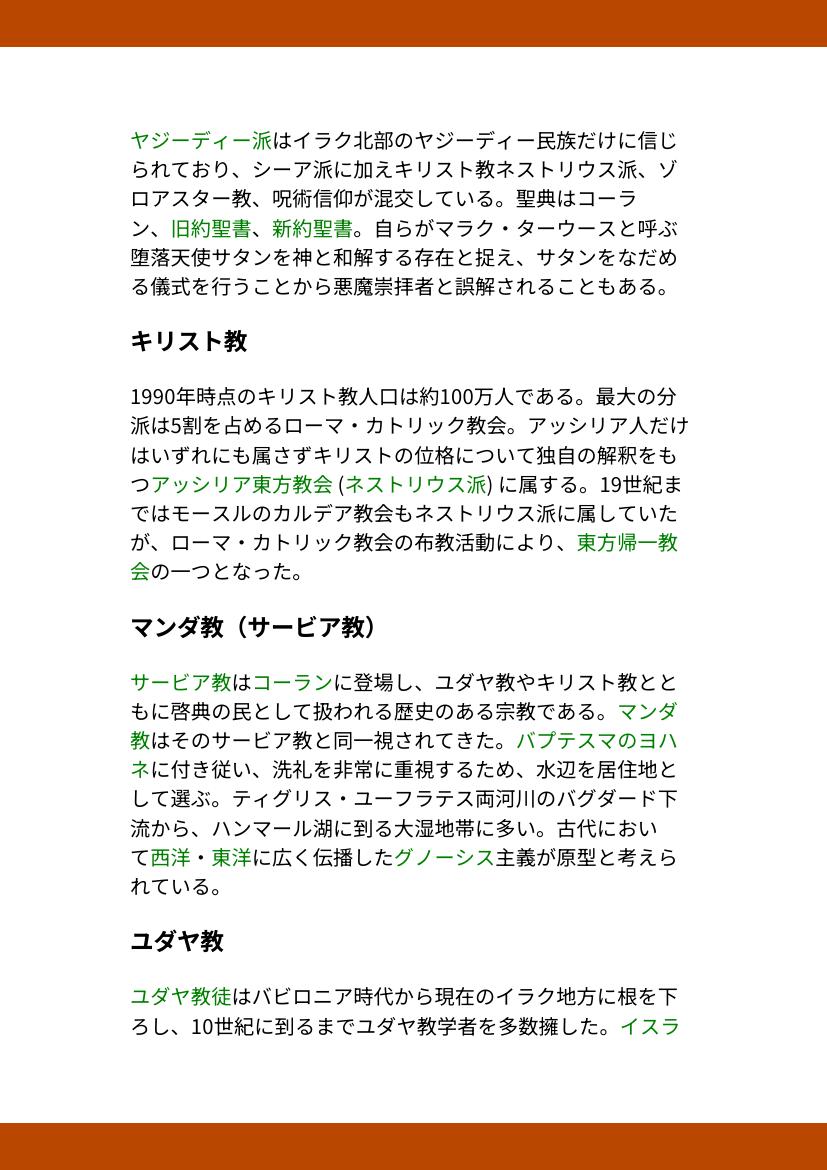 ヤジーディー派はイラク北部のヤジーディー民族だけに信じ
られており、シーア派に加えキリスト教ネストリウス派、ゾ
ロアスター教、呪術信仰が混交している。聖典はコーラ
ン、旧約聖書、新約聖書。自らがマラク・ターウースと呼ぶ
堕落天使サタンを神と和解する存在と捉え、サタンをなだめ
る儀式を行うことから悪魔崇拝者と誤解されることもある。
キリスト教
1990年時点のキリスト教人口は約100万人である。最大の分
派は5割を占めるローマ・カトリック教会。アッシリア人だけ
はいずれにも属さずキリストの位格について独自の解釈をも
つアッシリア東方教会 (ネストリウス派) に属する。19世紀ま
ではモースルのカルデア教会もネストリウス派に属していた
が、ローマ・カトリック教会の布教活動により、東方帰一教
会の一つとなった。
マンダ教（サービア教）
サービア教はコーランに登場し、ユダヤ教やキリスト教とと
もに啓典の民として扱われる歴史のある宗教である。マンダ
教はそのサービア教と同一視されてきた。バプテスマのヨハ
ネに付き従い、洗礼を非常に重視するため、水辺を居住地と
して選ぶ。ティグリス・ユーフラテス両河川のバグダード下
流から、ハンマール湖に到る大湿地帯に多い。古代におい
て西洋・東洋に広く伝播したグノーシス主義が原型と考えら
れている。
ユダヤ教
ユダヤ教徒はバビロニア時代から現在のイラク地方に根を下
ろし、10世紀に到るまでユダヤ教学者を多数擁した。イスラ